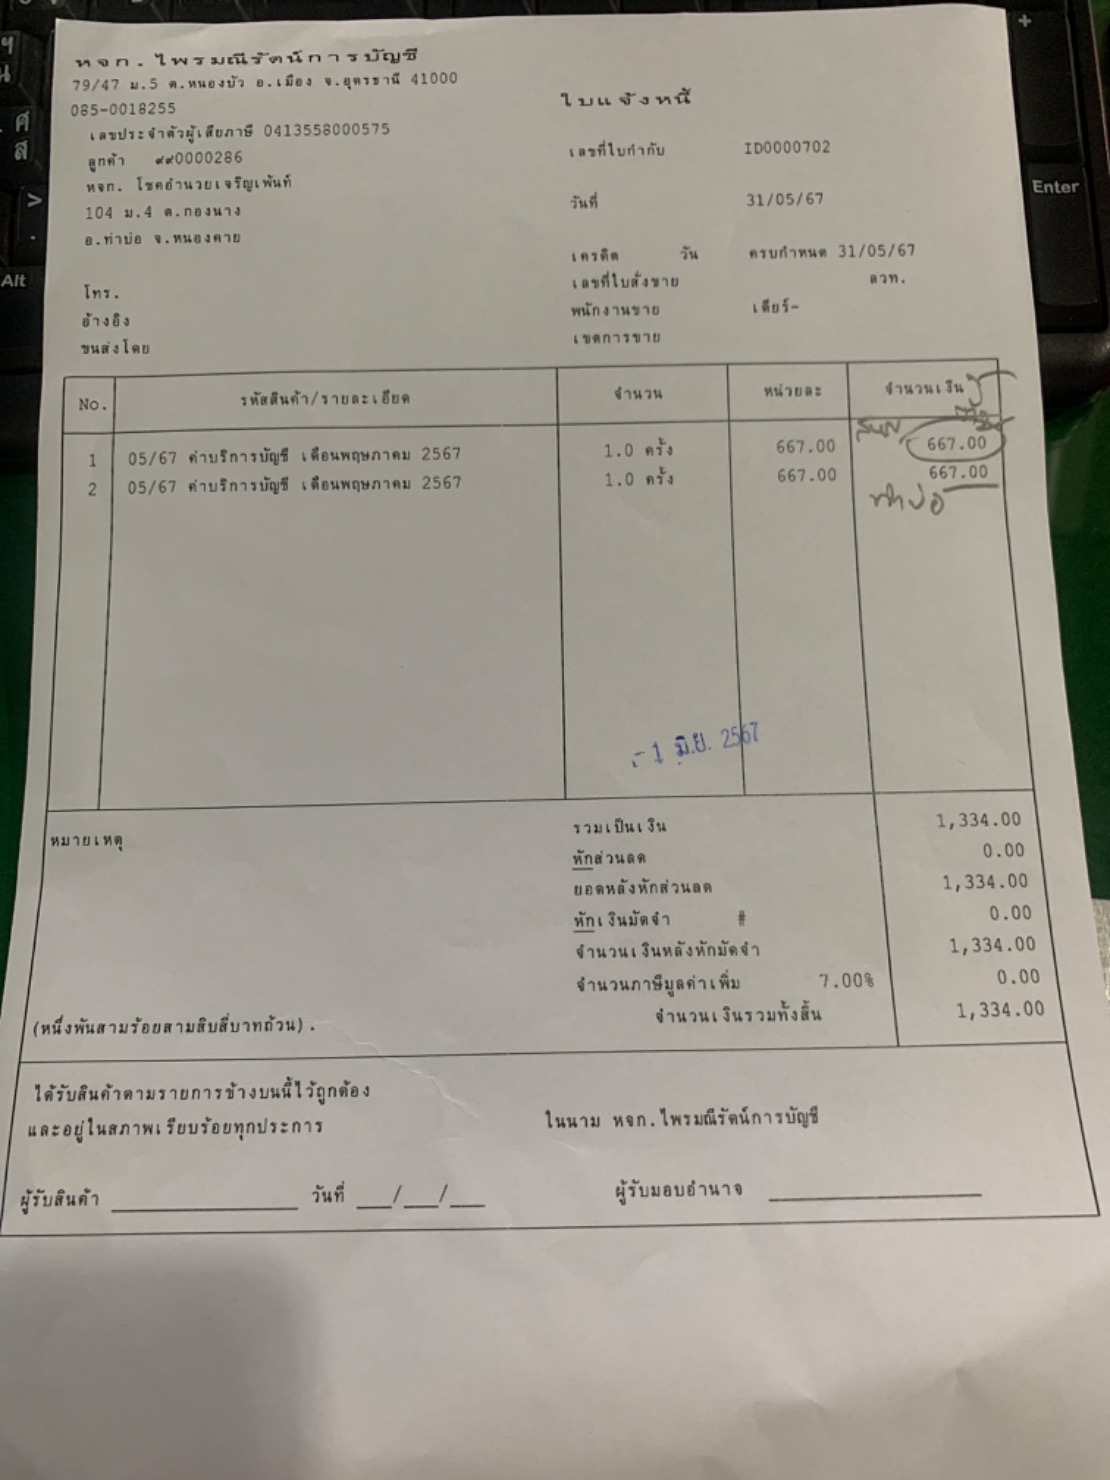 หจก. ไพรมณีรัตน์การบัญชี
79/47 ม.5 ต.หนองบัว อ.เมือง จ.อุดรธานี 41000
085-0018255
เลขประจำตัวผู้เสียภาษี 0413558000575
ลูกค้า ๙๙0000286
หจก. โชคอำนวยเจริญเพ้นท์
104 ม.4 ต.กองนาง
อ.ท่าบ่อ จ.หนองคาย
โทร.
อ้างอิง
ขนส่งโดย
ใบแจ้งหนี้
เลขที่ใบกำกับ ID0000702
วันที่ 31/05/67
เครดิต วัน ครบกำหนด 31/05/67
เลขที่ใบสั่งขาย ลวท.
พนักงานขาย เดียร์-
เขตการขาย
No. รหัสสินค้า/รายละเอียด จำนวน หน่วยละ จำนวนเงิน
1 05/67 ค่าบริการบัญชี เดือนพฤษภาคม 2567 1.0 ครั้ง 667.00 667.00
2 05/67 ค่าบริการบัญชี เดือนพฤษภาคม 2567 1.0 ครั้ง 667.00 667.00
ท่าบ่อ
- 1 มิ.ย. 2567
หมายเหตุ
รวมเป็นเงิน 1,334.00
หักส่วนลด 0.00
ยอดหลังหักส่วนลด 1,334.00
หักเงินมัดจำ # 0.00
จำนวนเงินหลังหักมัดจำ 1,334.00
จำนวนภาษีมูลค่าเพิ่ม 7.00% 0.00
(หนึ่งพันสามร้อยสามสิบสี่บาทถ้วน). จำนวนเงินรวมทั้งสิ้น 1,334.00
ได้รับสินค้าตามรายการข้างบนนี้ไว้ถูกต้อง
และอยู่ในสภาพเรียบร้อยทุกประการ
ในนาม หจก.ไพรมณีรัตน์การบัญชี
ผู้รับสินค้า วันที่ __/__/__ ผู้รับมอบอำนาจ
Enter
Alt